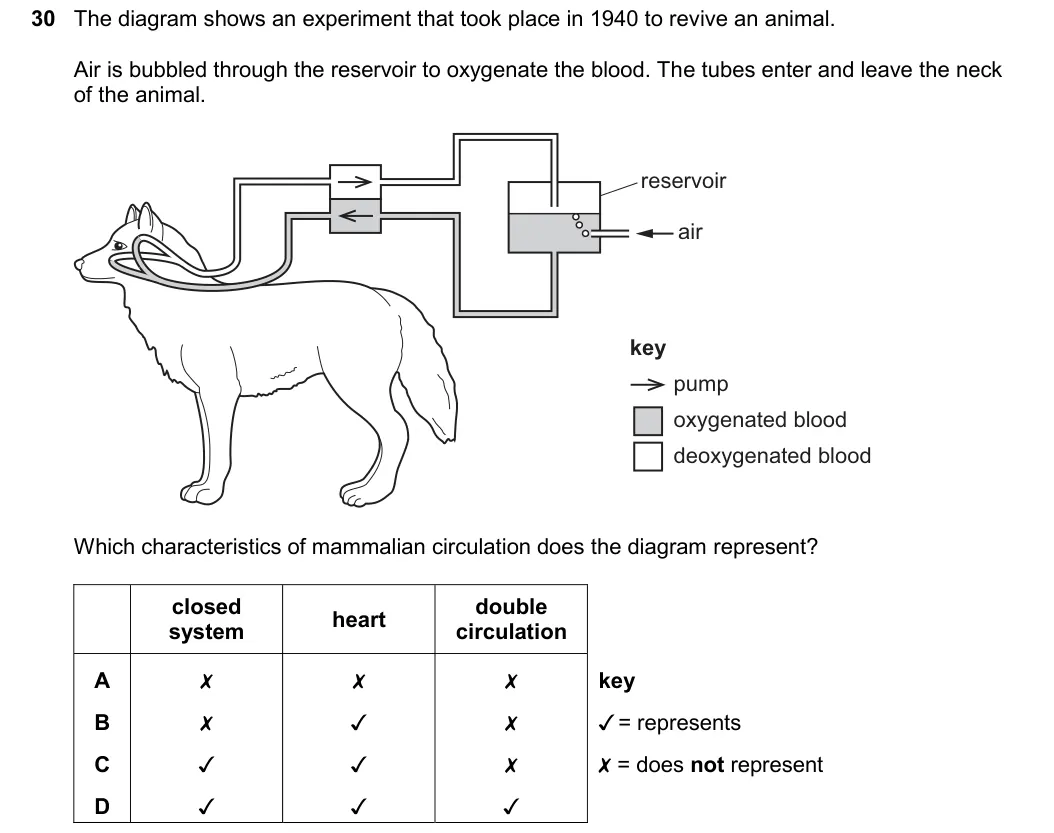 30 The diagram shows an experiment that took place in 1940 to revive an animal.
Air is bubbled through the reservoir to oxygenate the blood. The tubes enter and leave the neck
of the animal.
reservoir
air
key
pump
oxygenated blood
deoxygenated blood
Which characteristics of mammalian circulation does the diagram represent?
closed system heart double circulation
A ✗ ✗ ✗
B ✗ ✓ ✗
C ✓ ✓ ✗
D ✓ ✓ ✓
key
✓ = represents
✗ = does not represent